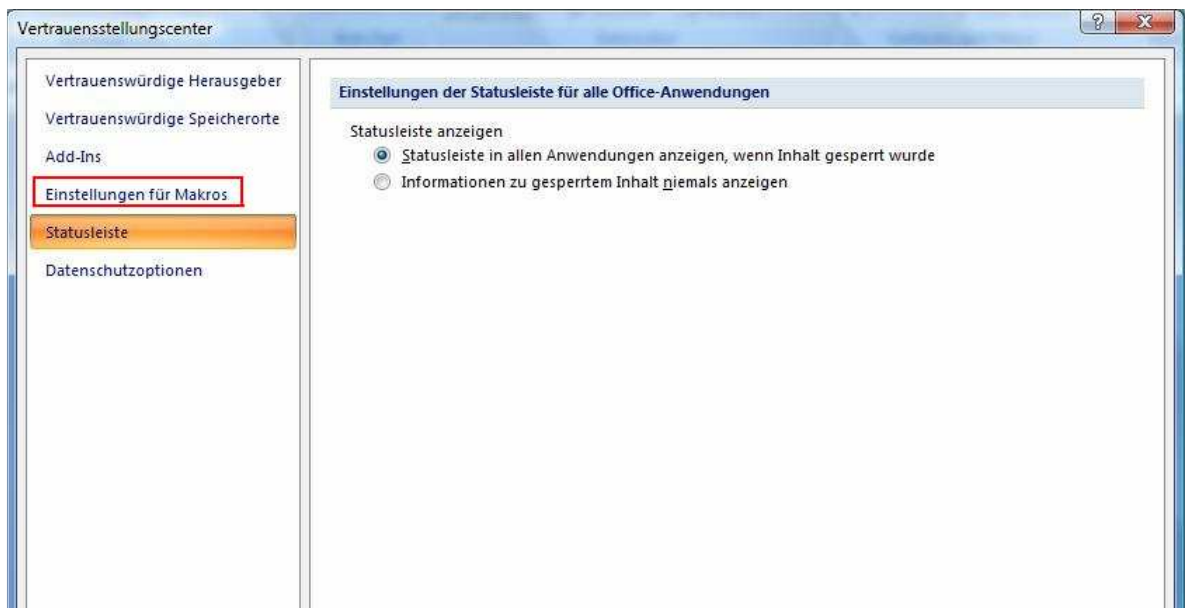 Vertrauensstellungscenter
Vertrauenswürdige Herausgeber
Vertrauenswürdige Speicherorte
Add-Ins
Einstellungen für Makros
Statusleiste
Datenschutzoptionen
Einstellungen der Statusleiste für alle Office-Anwendungen
Statusleiste anzeigen
Statusleiste in allen Anwendungen anzeigen, wenn Inhalt gesperrt wurde
Informationen zu gesperrtem Inhalt niemals anzeigen